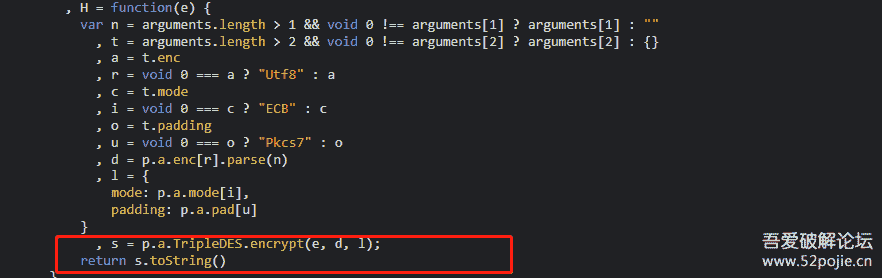 , H = function(e) {
var n = arguments.length > 1 && void 0 !== arguments[1] ? arguments[1] : ""
, t = arguments.length > 2 && void 0 !== arguments[2] ? arguments[2] : {}
, a = t.enc
, r = void 0 === a ? "Utf8" : a
, c = t.mode
, i = void 0 === c ? "ECB" : c
, o = t.padding
, u = void 0 === o ? "Pkcs7" : o
, d = p.a.enc[r].parse(n)
, l = {
mode: p.a.mode[i],
padding: p.a.pad[u]
}
, s = p.a.TripleDES.encrypt(e, d, l);
return s.toString()
}
吾爱破解论坛
www.52pojie.cn